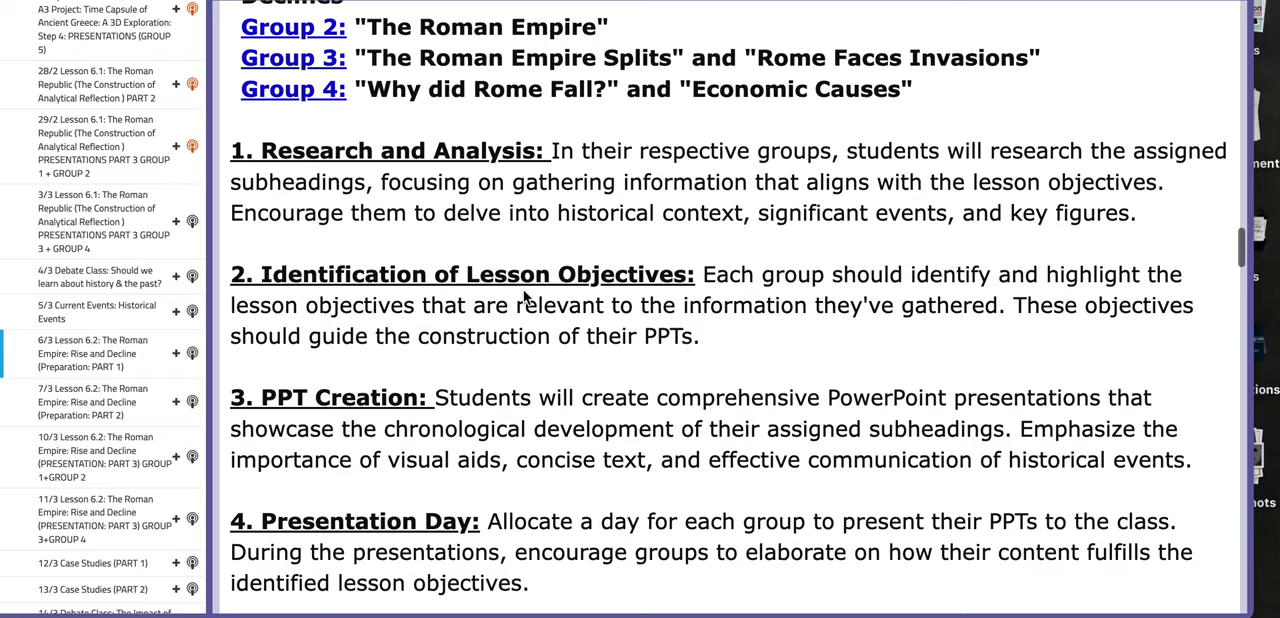 A3 Project: Time Capsule of
Ancient Greece: A 3D Exploration:
Step 4: PRESENTATIONS (GROUP
5)
28/2 Lesson 6.1: The Roman
Republic (The Construction of
Analytical Reflection ) PART 2
29/2 Lesson 6.1: The Roman
Republic (The Construction of
Analytical Reflection )
PRESENTATIONS PART 3 GROUP
1 + GROUP 2
3/3 Lesson 6.1: The Roman
Republic (The Construction of
Analytical Reflection )
PRESENTATIONS PART 3 GROUP
3 + GROUP 4
4/3 Debate Class: Should we
learn about history & the past?
5/3 Current Events: Historical
Events
6/3 Lesson 6.2: The Roman
Empire: Rise and Decline
(Preparation: PART 1)
7/3 Lesson 6.2: The Roman
Empire: Rise and Decline
(Preparation: PART 2)
10/3 Lesson 6.2: The Roman
Empire: Rise and Decline
(PRESENTATION: PART 3) GROUP
1+GROUP 2
11/3 Lesson 6.2: The Roman
Empire: Rise and Decline
(PRESENTATION: PART 3) GROUP
3+GROUP 4
12/3 Case Studies (PART 1)
13/3 Case Studies (PART 2)
14/3 Debate Class: The Impact of
Declines
Group 2: "The Roman Empire"
Group 3: "The Roman Empire Splits" and "Rome Faces Invasions"
Group 4: "Why did Rome Fall?" and "Economic Causes"
1. Research and Analysis: In their respective groups, students will research the assigned
subheadings, focusing on gathering information that aligns with the lesson objectives.
Encourage them to delve into historical context, significant events, and key figures.
2. Identification of Lesson Objectives: Each group should identify and highlight the
lesson objectives that are relevant to the information they've gathered. These objectives
should guide the construction of their PPTs.
3. PPT Creation: Students will create comprehensive PowerPoint presentations that
showcase the chronological development of their assigned subheadings. Emphasize the
importance of visual aids, concise text, and effective communication of historical events.
4. Presentation Day: Allocate a day for each group to present their PPTs to the class.
During the presentations, encourage groups to elaborate on how their content fulfills the
identified lesson objectives.